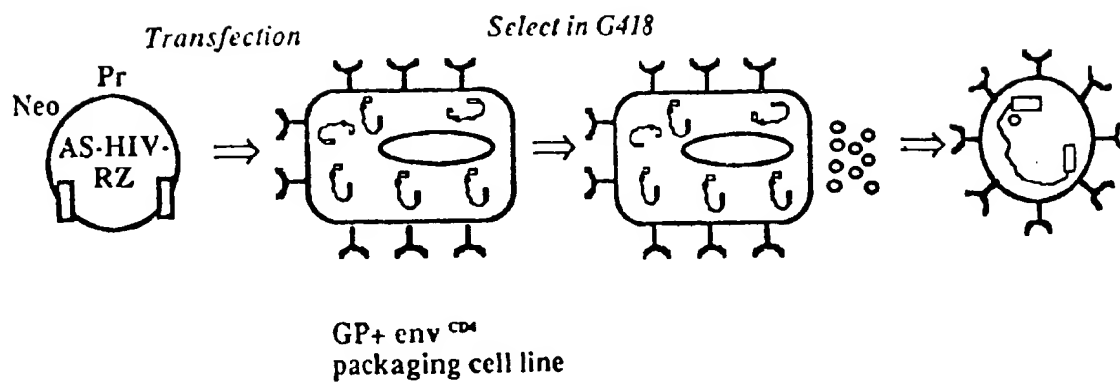 Transfection
Select in G418
Pr
Neo
AS-HIV-
RZ
GP+ env CD4
packaging cell line